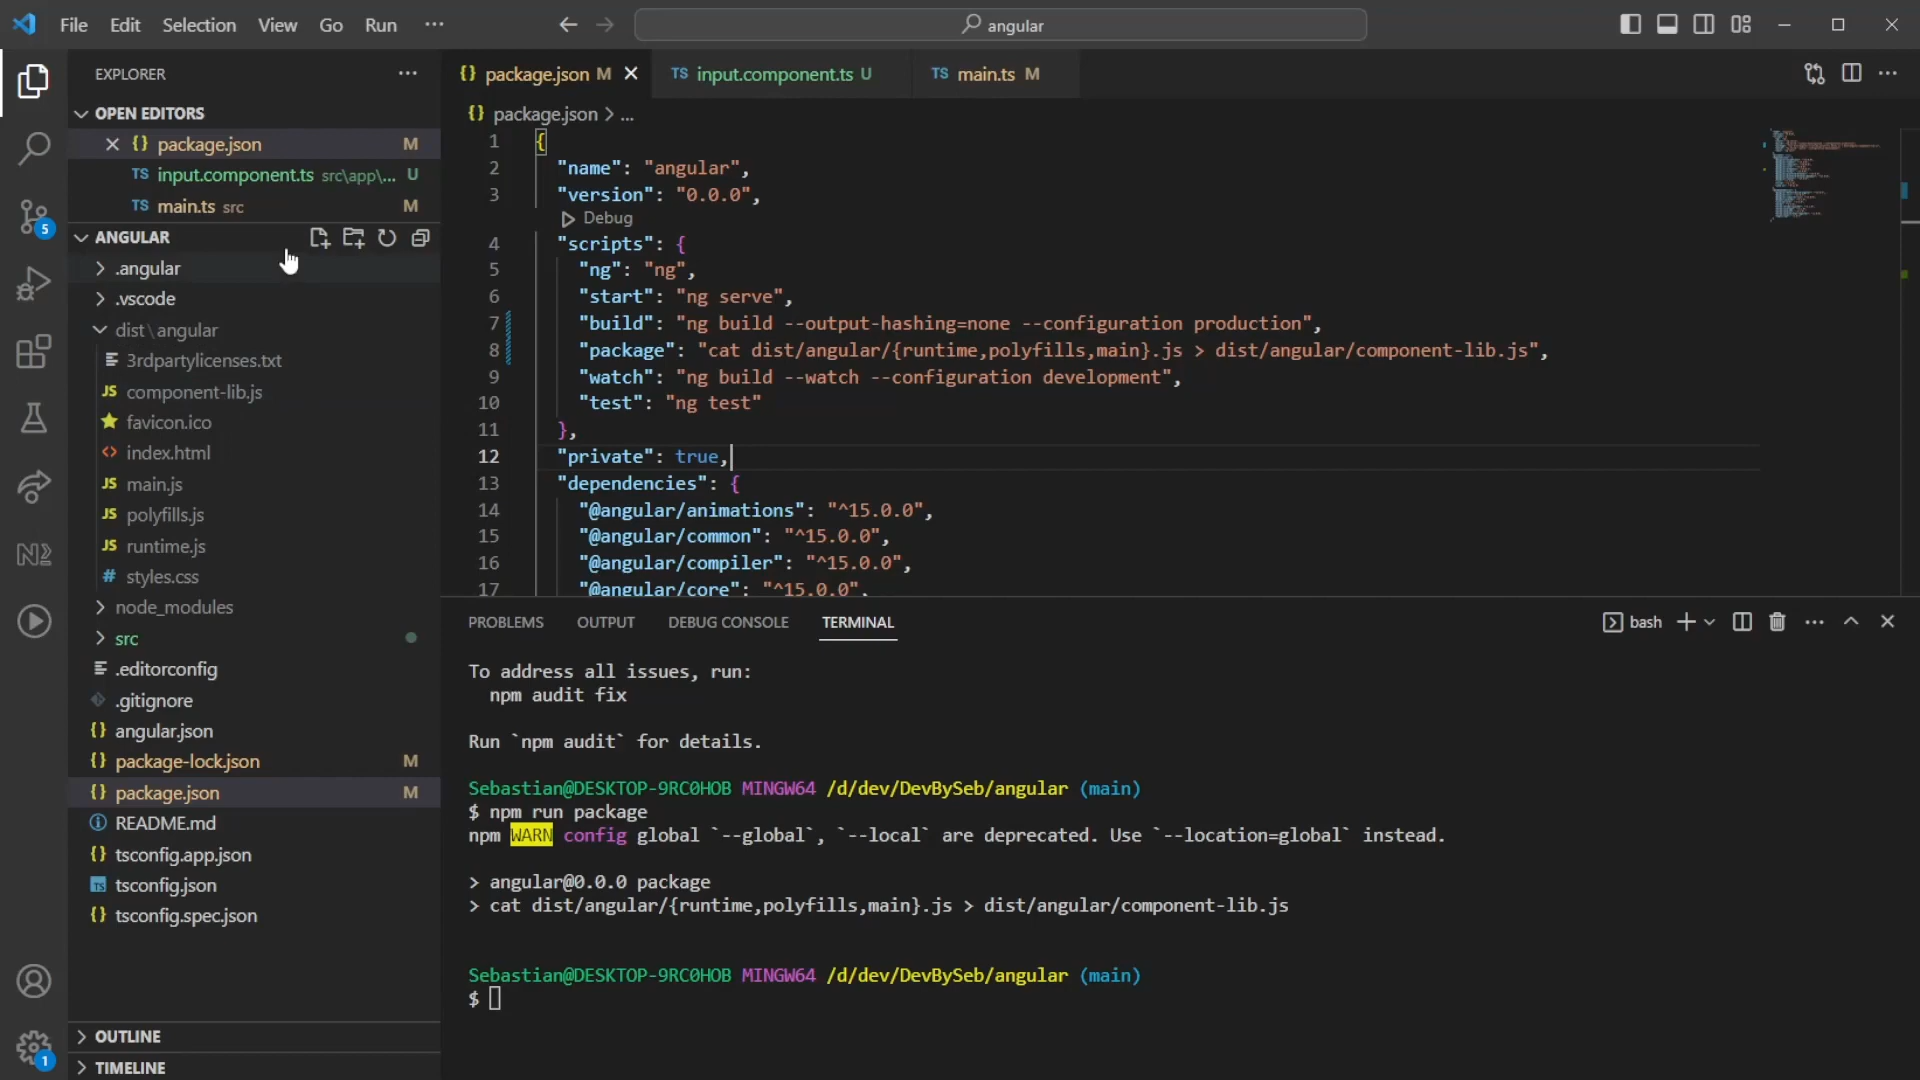 File Edit Selection View Go Run ···
angular
EXPLORER ···
OPEN EDITORS
package.json M
input.component.ts src\app\... U
main.ts src M
ANGULAR
.angular
.vscode
dist\angular
3rdpartylicenses.txt
component-lib.js
favicon.ico
index.html
main.js
polyfills.js
runtime.js
styles.css
node_modules
src
.editorconfig
.gitignore
angular.json
package-lock.json M
package.json M
README.md
tsconfig.app.json
tsconfig.json
tsconfig.spec.json
OUTLINE
TIMELINE
5
1
package.json M
TS input.component.ts U
TS main.ts M
package.json > ...
1 {
2 "name": "angular",
3 "version": "0.0.0",
Debug
4 "scripts": {
5 "ng": "ng",
6 "start": "ng serve",
7 "build": "ng build --output-hashing=none --configuration production",
8 "package": "cat dist/angular/{runtime,polyfills,main}.js > dist/angular/component-lib.js",
9 "watch": "ng build --watch --configuration development",
10 "test": "ng test"
11 },
12 "private": true,
13 "dependencies": {
14 "@angular/animations": "^15.0.0",
15 "@angular/common": "^15.0.0",
16 "@angular/compiler": "^15.0.0",
17 "@angular/core": "^15.0.0",
PROBLEMS OUTPUT DEBUG CONSOLE TERMINAL
bash
To address all issues, run:
npm audit fix
Run `npm audit` for details.
Sebastian@DESKTOP-9RC0HOB MINGW64 /d/dev/DevBySeb/angular (main)
$ npm run package
npm WARN config global `--global`, `--local` are deprecated. Use `--location=global` instead.
> angular@0.0.0 package
> cat dist/angular/{runtime,polyfills,main}.js > dist/angular/component-lib.js
Sebastian@DESKTOP-9RC0HOB MINGW64 /d/dev/DevBySeb/angular (main)
$